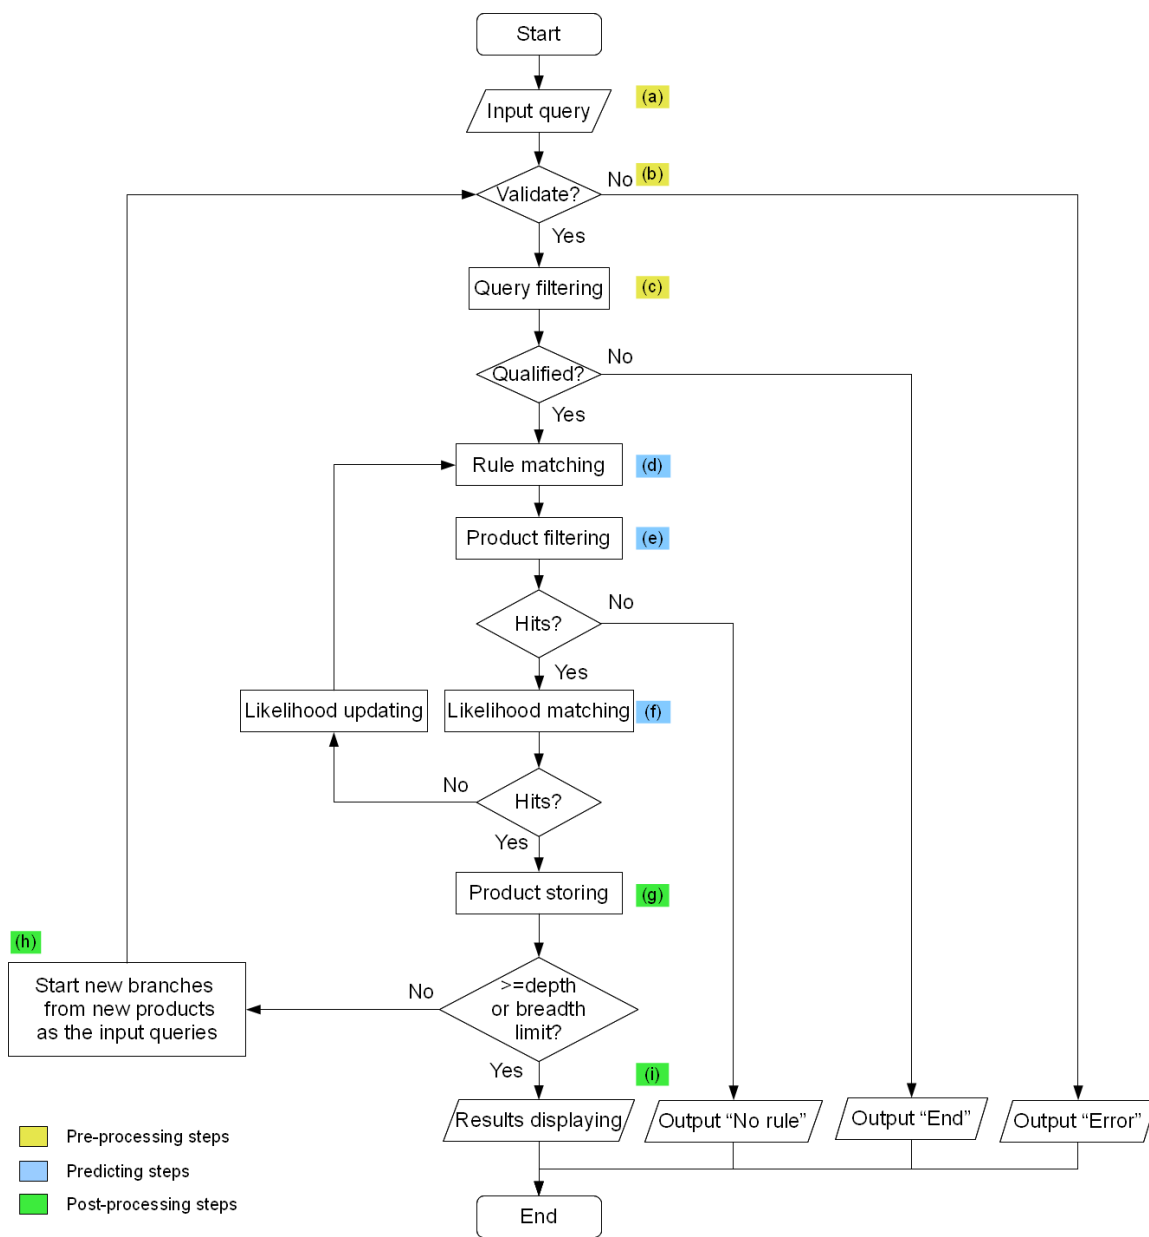 Start
Input query
(a)
Validate?
No
(b)
Yes
Query filtering
(c)
Qualified?
No
Yes
Rule matching
(d)
Product filtering
(e)
Hits?
No
Yes
Likelihood updating
Likelihood matching
(f)
Hits?
No
Yes
Product storing
(g)
(h)
Start new branches
from new products
as the input queries
No
>=depth
or breadth
limit?
Yes
(i)
Results displaying
Output “No rule”
Output “End”
Output “Error”
Pre-processing steps
Predicting steps
Post-processing steps
End